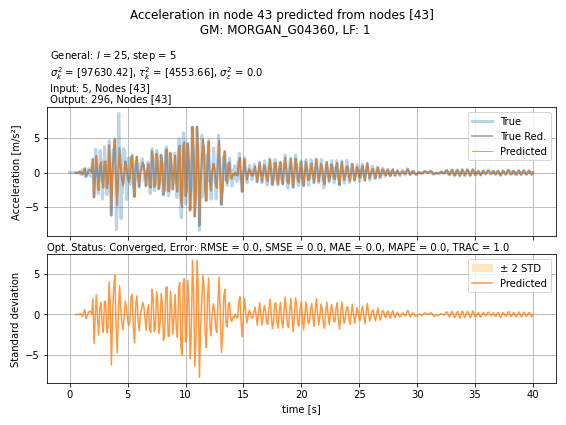 Acceleration in node 43 predicted from nodes [43]
GM: MORGAN_G04360, LF: 1
General: l = 25, step = 5
σ²ₖ = [97630.42], τ²ₖ = [4553.66], σ²ε = 0.0
Input: 5, Nodes [43]
Output: 296, Nodes [43]
Acceleration [m/s²]
5
0
−5
True
True Red.
Predicted
Opt. Status: Converged, Error: RMSE = 0.0, SMSE = 0.0, MAE = 0.0, MAPE = 0.0, TRAC = 1.0
Standard deviation
5
0
−5
± 2 STD
Predicted
0 5 10 15 20 25 30 35 40
time [s]